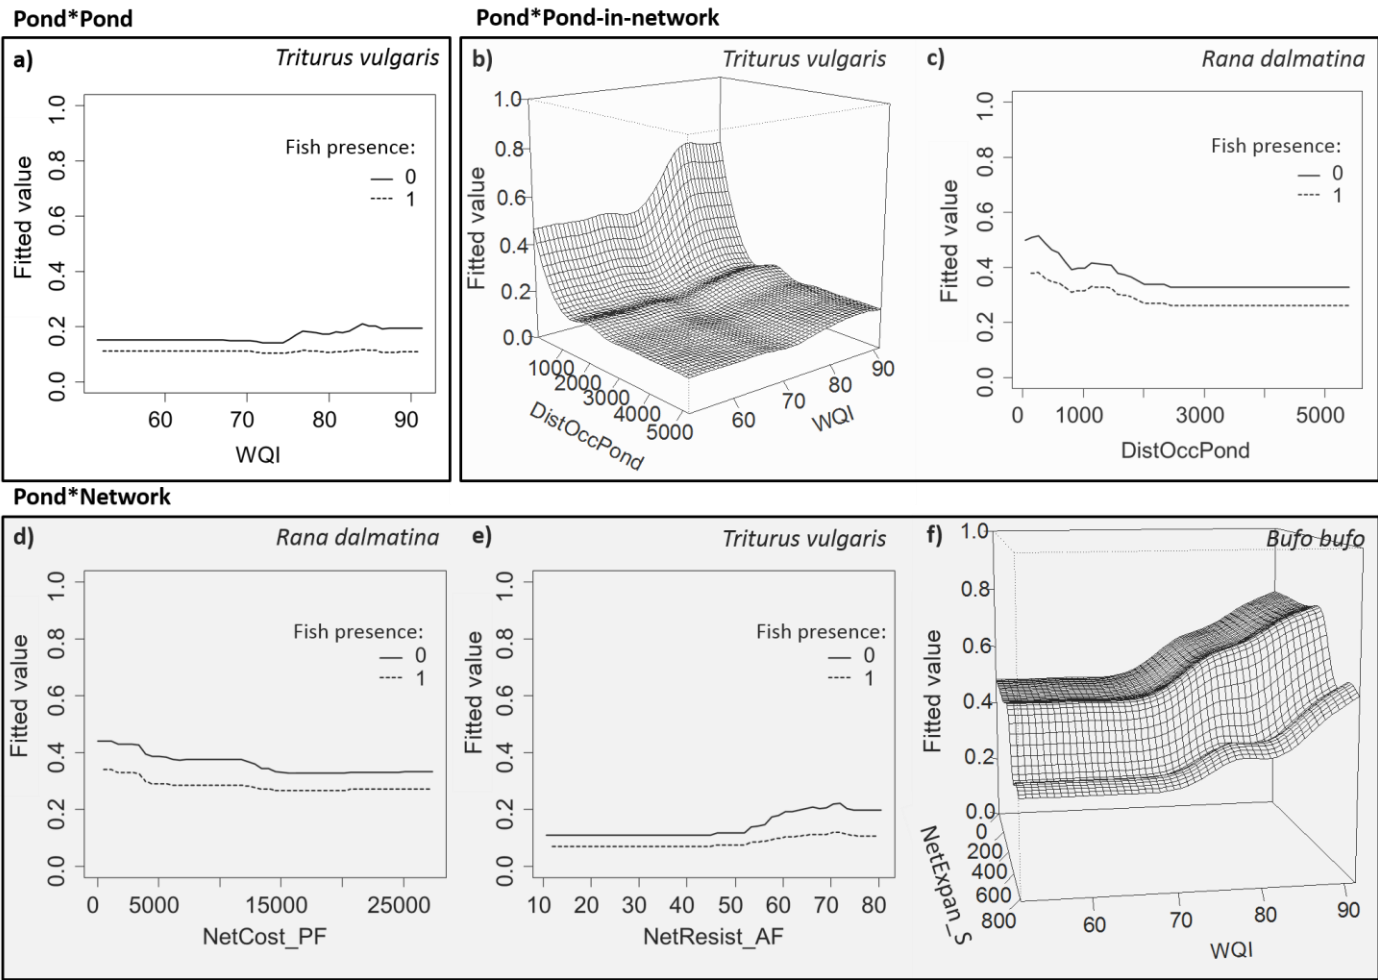 Pond*Pond
Pond*Pond-in-network
a)
Triturus vulgaris
Fitted value
1.0
0.8
0.6
0.4
0.2
0.0
Fish presence:
0
1
60
70
80
90
WQI
b)
Triturus vulgaris
Fitted value
1.0
0.8
0.6
0.4
0.2
0.0
1000
2000
3000
4000
5000
DistOccPond
60
70
80
90
WQI
c)
Rana dalmatina
Fitted value
1.0
0.8
0.6
0.4
0.2
0.0
Fish presence:
0
1
0
1000
3000
5000
DistOccPond
Pond*Network
d)
Rana dalmatina
Fitted value
1.0
0.8
0.6
0.4
0.2
0.0
Fish presence:
0
1
0
5000
15000
25000
NetCost_PF
e)
Triturus vulgaris
Fitted value
1.0
0.8
0.6
0.4
0.2
0.0
Fish presence:
0
1
10
20
30
40
50
60
70
80
NetResist_AF
f)
Bufo bufo
Fitted value
1.0
0.8
0.6
0.4
0.2
0.0
0
200
400
600
800
NetExpan_S
60
70
80
90
WQI